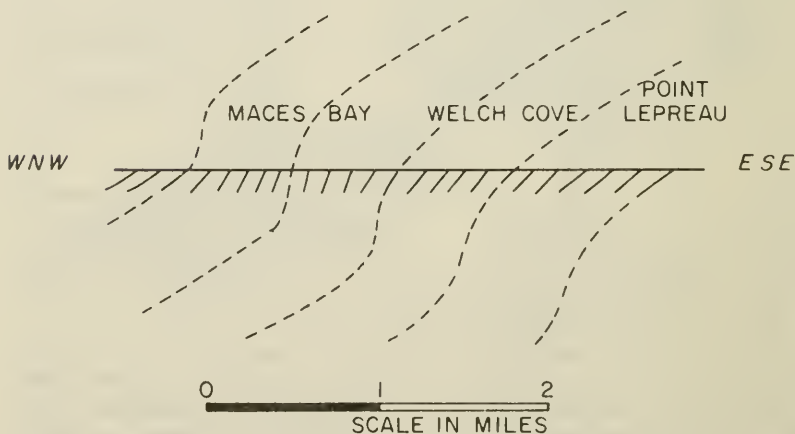 POINT
MACES BAY WELCH COVE LEPREAU
WNW ESE
0 1 2
SCALE IN MILES